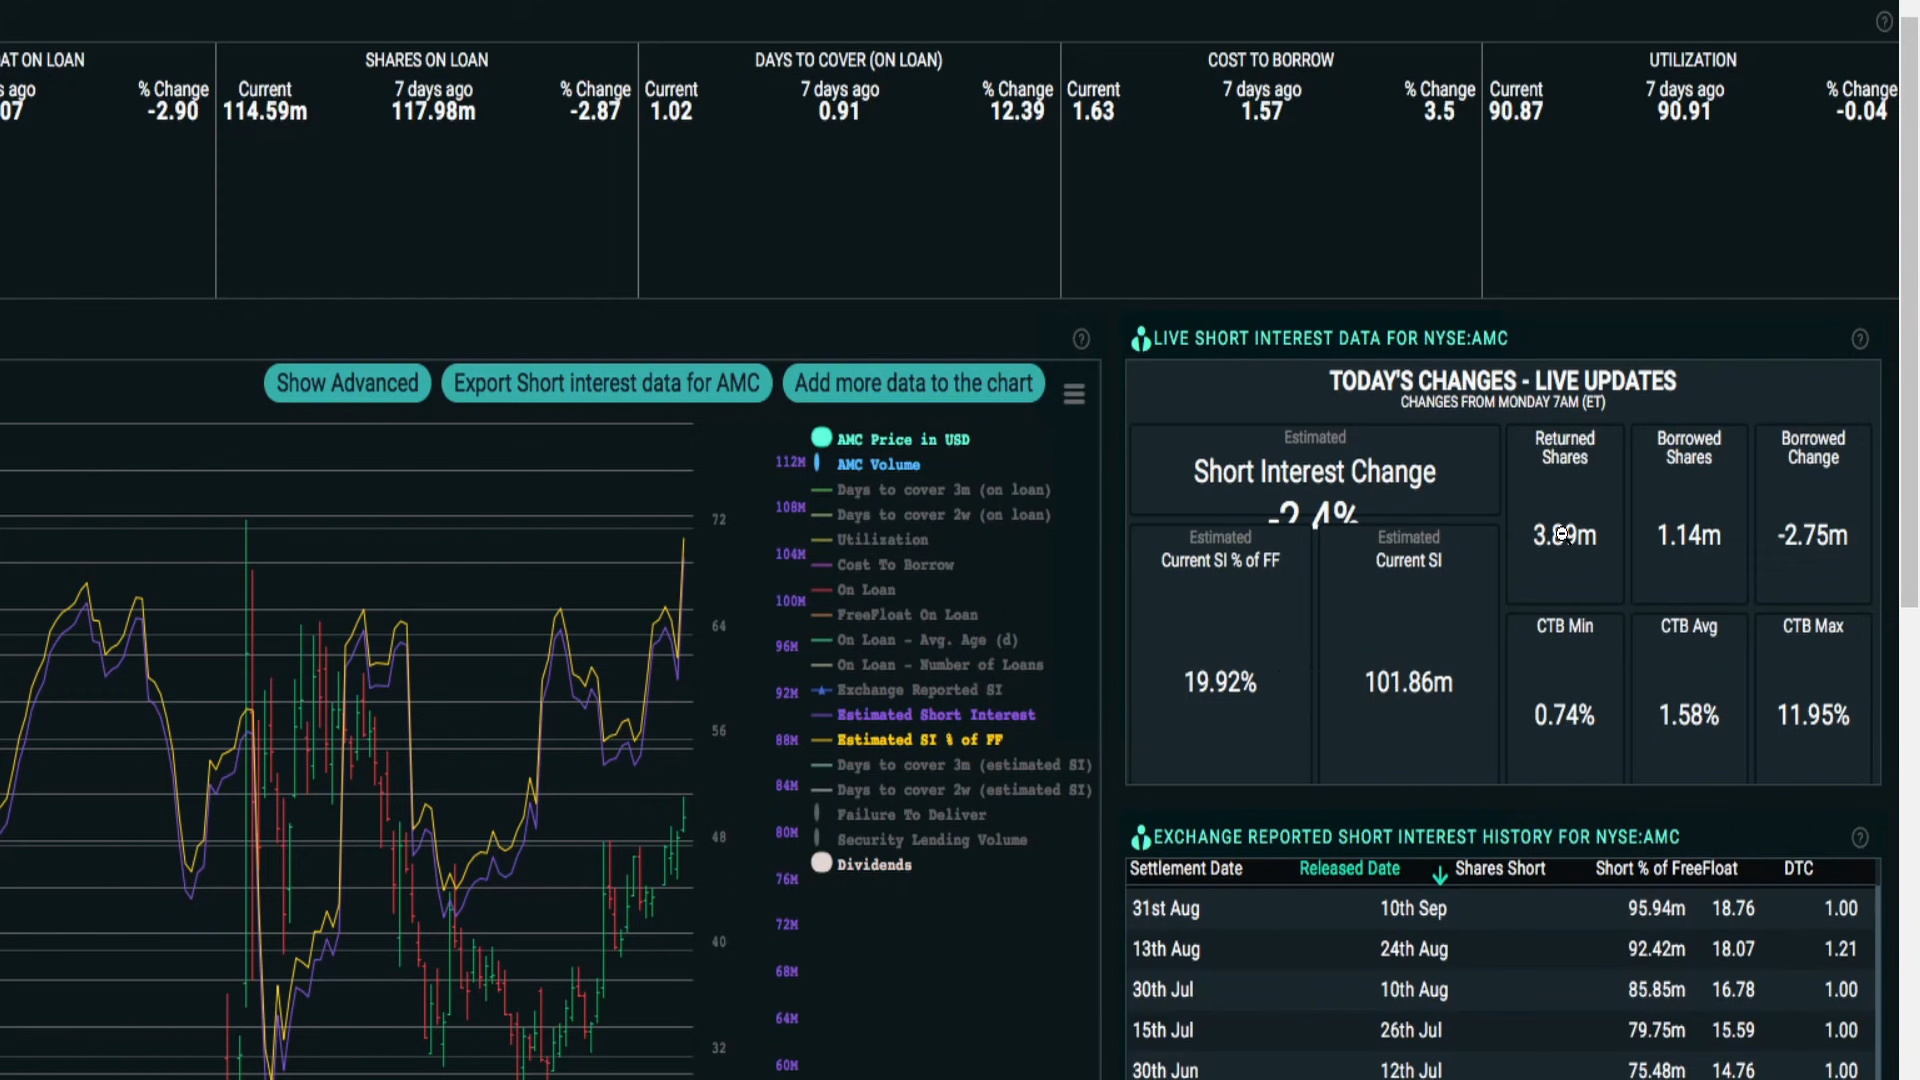 AT ON LOAN
s ago % Change
07 -2.90
SHARES ON LOAN
Current 7 days ago % Change
114.59m 117.98m -2.87
DAYS TO COVER (ON LOAN)
Current 7 days ago % Change
1.02 0.91 12.39
COST TO BORROW
Current 7 days ago % Change
1.63 1.57 3.5
UTILIZATION
Current 7 days ago % Change
90.87 90.91 -0.04
Show Advanced
Export Short interest data for AMC
Add more data to the chart
72
64
56
48
40
32
112M
108M
104M
100M
96M
92M
88M
84M
80M
76M
72M
68M
64M
60M
AMC Price in USD
AMC Volume
Days to cover 3m (on loan)
Days to cover 2w (on loan)
Utilization
Cost To Borrow
On Loan
FreeFloat On Loan
On Loan - Avg. Age (d)
On Loan - Number of Loans
Exchange Reported SI
Estimated Short Interest
Estimated SI % of FF
Days to cover 3m (estimated SI)
Days to cover 2w (estimated SI)
Failure To Deliver
Security Lending Volume
Dividends
LIVE SHORT INTEREST DATA FOR NYSE:AMC
TODAY'S CHANGES - LIVE UPDATES
CHANGES FROM MONDAY 7AM (ET)
Estimated
Short Interest Change
-2.4%
Estimated
Current SI % of FF
19.92%
Estimated
Current SI
101.86m
Returned
Shares
Borrowed
Shares
1.14m
Borrowed
Change
-2.75m
CTB Min
0.74%
CTB Avg
1.58%
CTB Max
11.95%
EXCHANGE REPORTED SHORT INTEREST HISTORY FOR NYSE:AMC
Settlement Date Released Date Shares Short Short % of FreeFloat DTC
31st Aug 10th Sep 95.94m 18.76 1.00
13th Aug 24th Aug 92.42m 18.07 1.21
30th Jul 10th Aug 85.85m 16.78 1.00
15th Jul 26th Jul 79.75m 15.59 1.00
30th Jun 12th Jul 75.48m 14.76 1.00